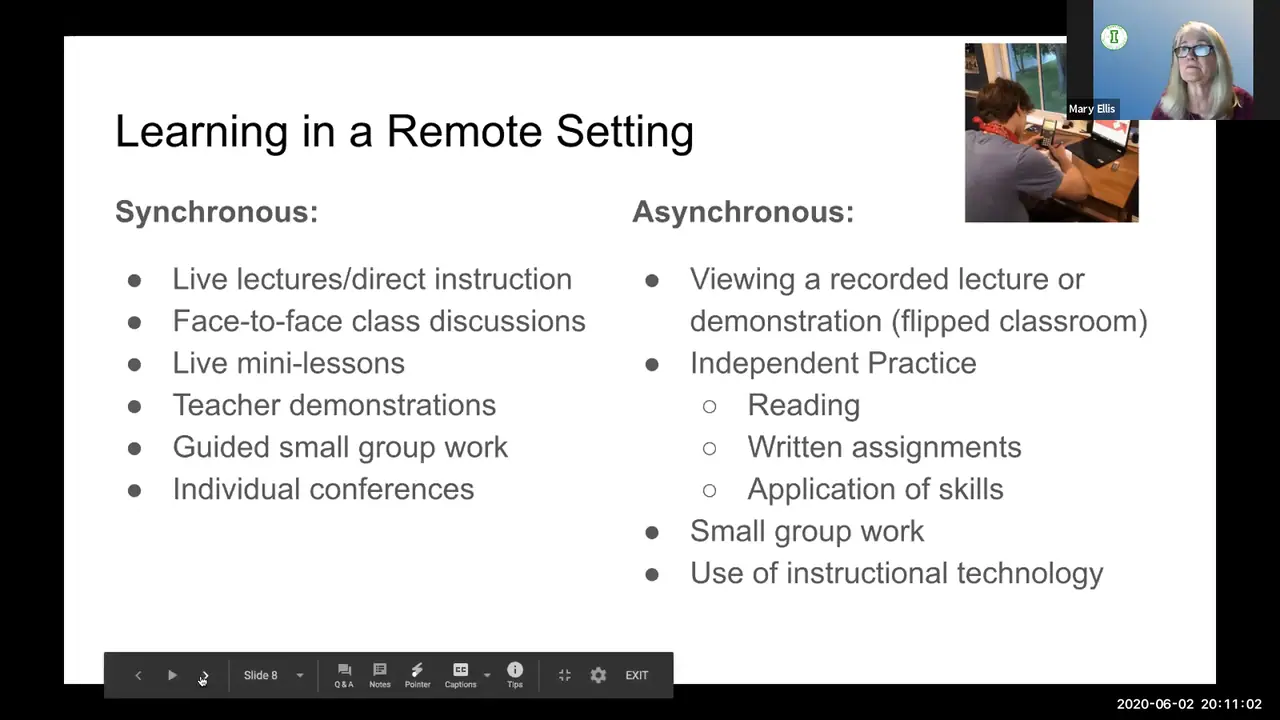 Learning in a Remote Setting
Synchronous:
● Live lectures/direct instruction
● Face-to-face class discussions
● Live mini-lessons
● Teacher demonstrations
● Guided small group work
● Individual conferences
Asynchronous:
● Viewing a recorded lecture or
demonstration (flipped classroom)
● Independent Practice
○ Reading
○ Written assignments
○ Application of skills
● Small group work
● Use of instructional technology
I
Mary Ellis
Slide 8
Q & A
Notes
Pointer
CC
Captions
Tips
EXIT
2020-06-02 20:11:02